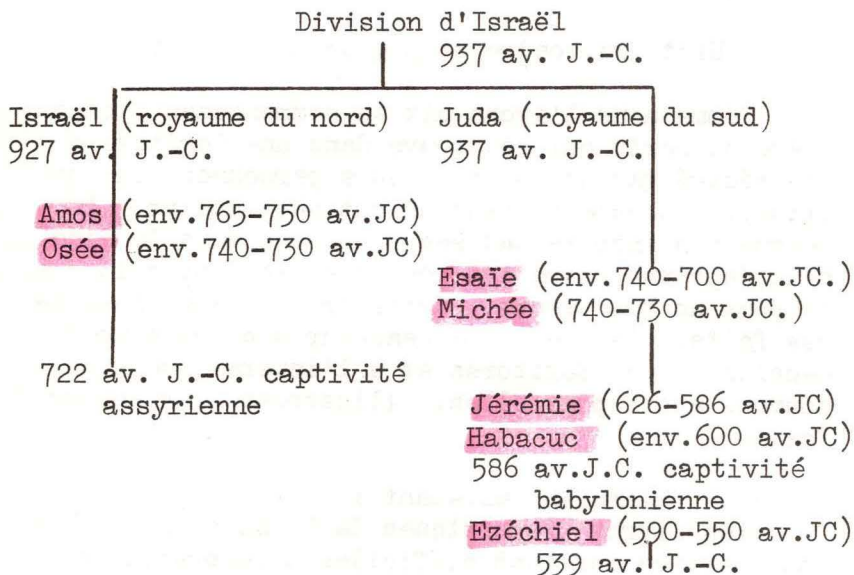 Division d'Israël
937 av. J.-C.
Israël (royaume du nord)
927 av. J.-C.
Juda (royaume du sud)
937 av. J.-C.
Amos (env.765-750 av.JC)
Osée (env.740-730 av.JC)
Esaïe (env.740-700 av.JC.)
Michée (740-730 av.JC.)
722 av. J.-C. captivité
assyrienne
Jérémie (626-586 av.JC)
Habacuc (env.600 av.JC)
586 av.J.C. captivité
babylonienne
Ezéchiel (590-550 av.JC)
539 av. J.-C.